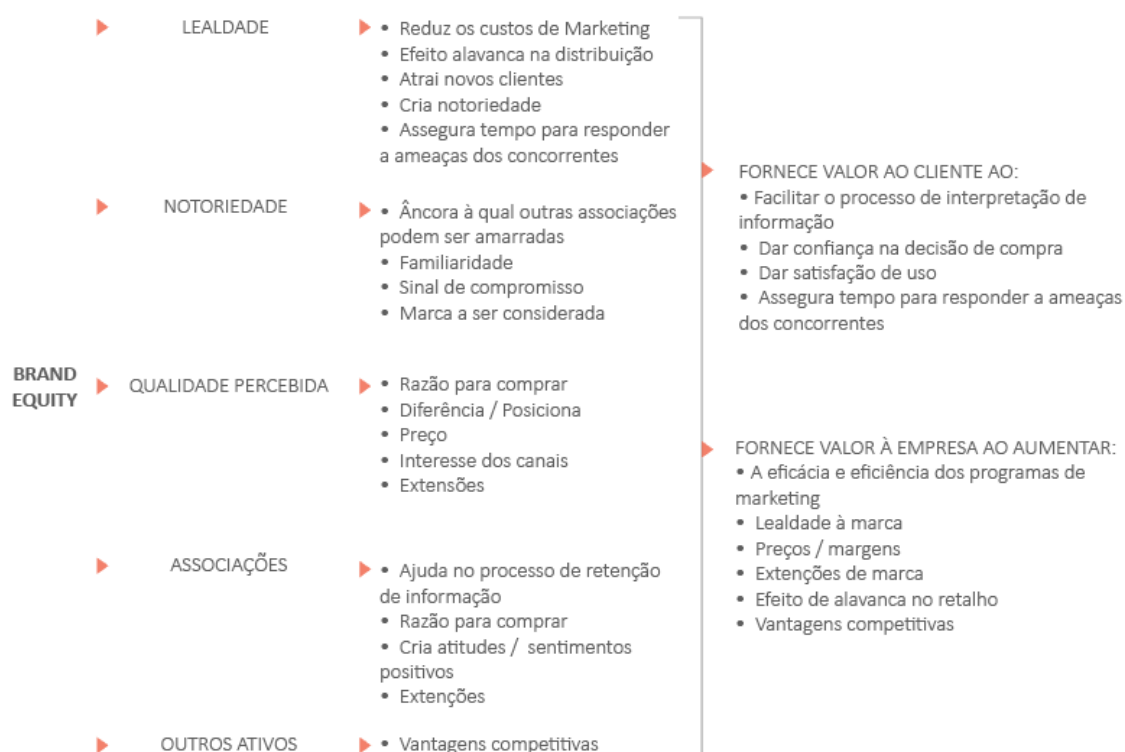 LEALDADE
• Reduz os custos de Marketing
• Efeito alavanca na distribuição
• Atrai novos clientes
• Cria notoriedade
• Assegura tempo para responder
a ameaças dos concorrentes
NOTORIEDADE
• Âncora à qual outras associações
podem ser amarradas
• Familiaridade
• Sinal de compromisso
• Marca a ser considerada
BRAND
EQUITY
QUALIDADE PERCEBIDA
• Razão para comprar
• Diferência / Posiciona
• Preço
• Interesse dos canais
• Extensões
ASSOCIAÇÕES
• Ajuda no processo de retenção
de informação
• Razão para comprar
• Cria atitudes / sentimentos
positivos
• Extenções
OUTROS ATIVOS
• Vantagens competitivas
FORNECE VALOR AO CLIENTE AO:
• Facilitar o processo de interpretação de
informação
• Dar confiança na decisão de compra
• Dar satisfação de uso
• Assegura tempo para responder a ameaças
dos concorrentes
FORNECE VALOR À EMPRESA AO AUMENTAR:
• A eficácia e eficiência dos programas de
marketing
• Lealdade à marca
• Preços / margens
• Extenções de marca
• Efeito de alavanca no retalho
• Vantagens competitivas